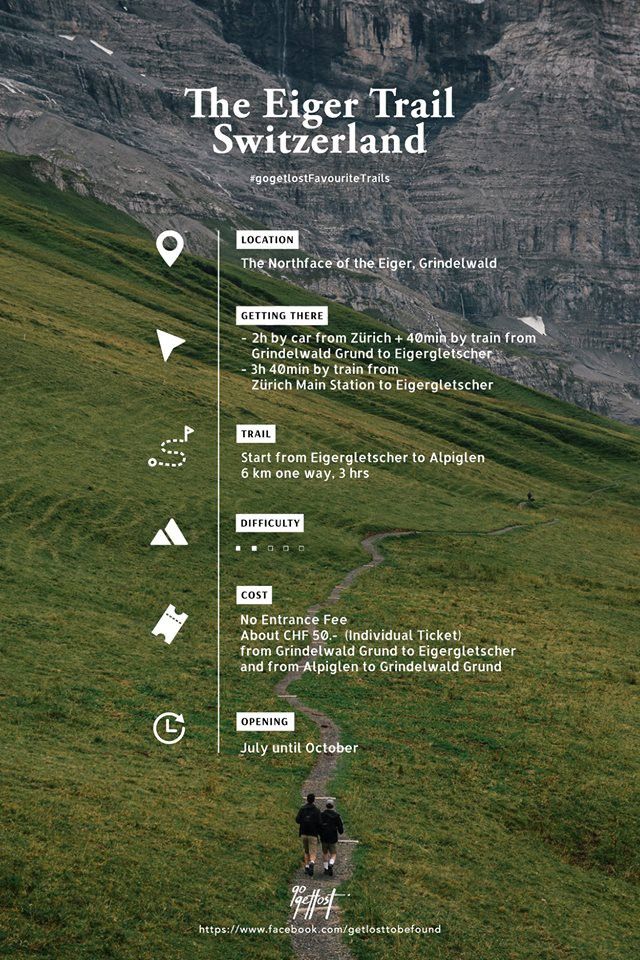 The Eiger Trail
Switzerland
#gogetlostFavouriteTrails
LOCATION
The Northface of the Eiger, Grindelwald
GETTING THERE
- 2h by car from Zürich + 40min by train from
Grindelwald Grund to Eigergletscher
- 3h 40min by train from
Zürich Main Station to Eigergletscher
TRAIL
Start from Eigergletscher to Alpiglen
6 km one way, 3 hrs
DIFFICULTY
COST
No Entrance Fee
About CHF 50.- (Individual Ticket)
from Grindelwald Grund to Eigergletscher
and from Alpiglen to Grindelwald Grund
OPENING
July until October
go
getlost
https://www.facebook.com/getlosttobefound